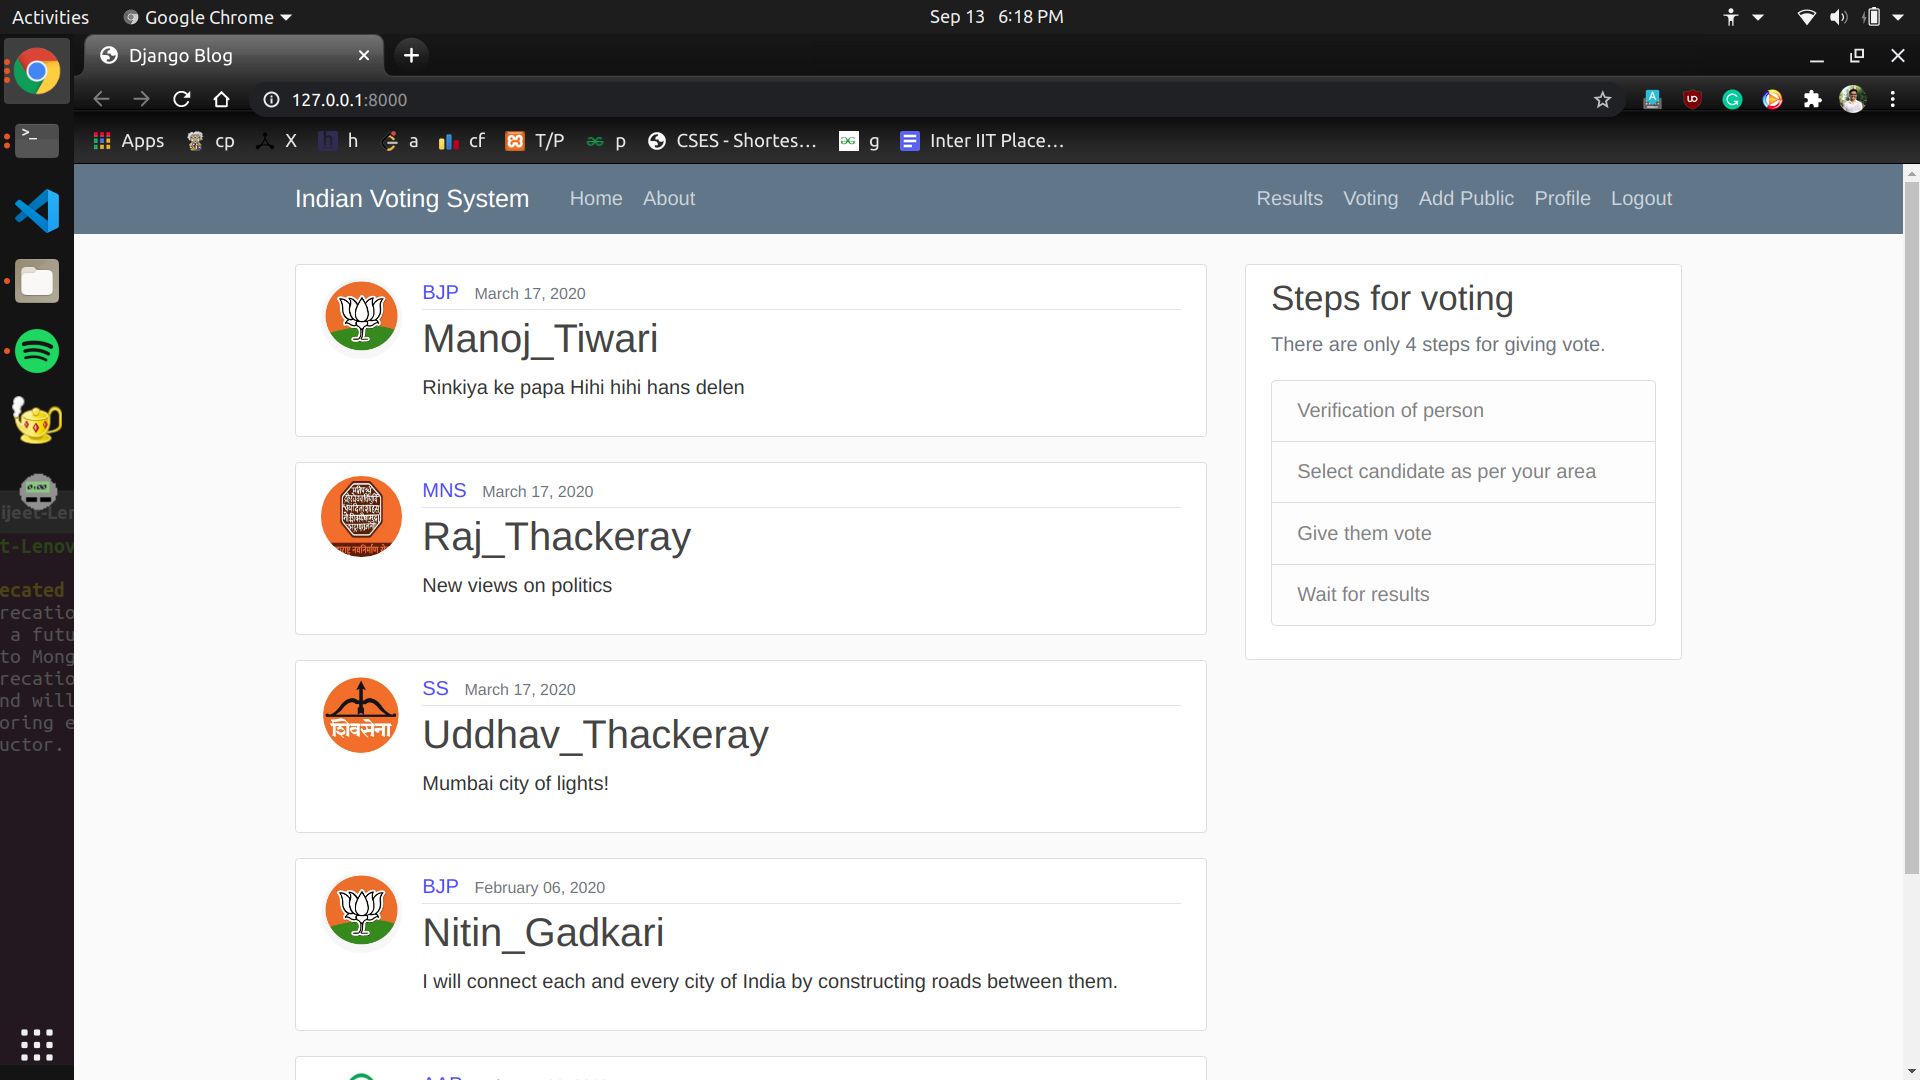 Activities
Google Chrome
Sep 13 6:18 PM
Django Blog
127.0.0.1:8000
Apps
cp
X
h
a
cf
T/P
p
CSES - Shortes...
g
Inter IIT Place...
Indian Voting System
Home
About
Results
Voting
Add Public
Profile
Logout
BJP March 17, 2020
Manoj_Tiwari
Rinkiya ke papa Hihi hihi hans delen
MNS March 17, 2020
Raj_Thackeray
New views on politics
SS March 17, 2020
शिवसेना
Uddhav_Thackeray
Mumbai city of lights!
BJP February 06, 2020
Nitin_Gadkari
I will connect each and every city of India by constructing roads between them.
Steps for voting
There are only 4 steps for giving vote.
Verification of person
Select candidate as per your area
Give them vote
Wait for results
ijeet-Len
t-Lenov
ecated
recatio
a futu
to Mong
recatio
nd will
oring e
uctor.